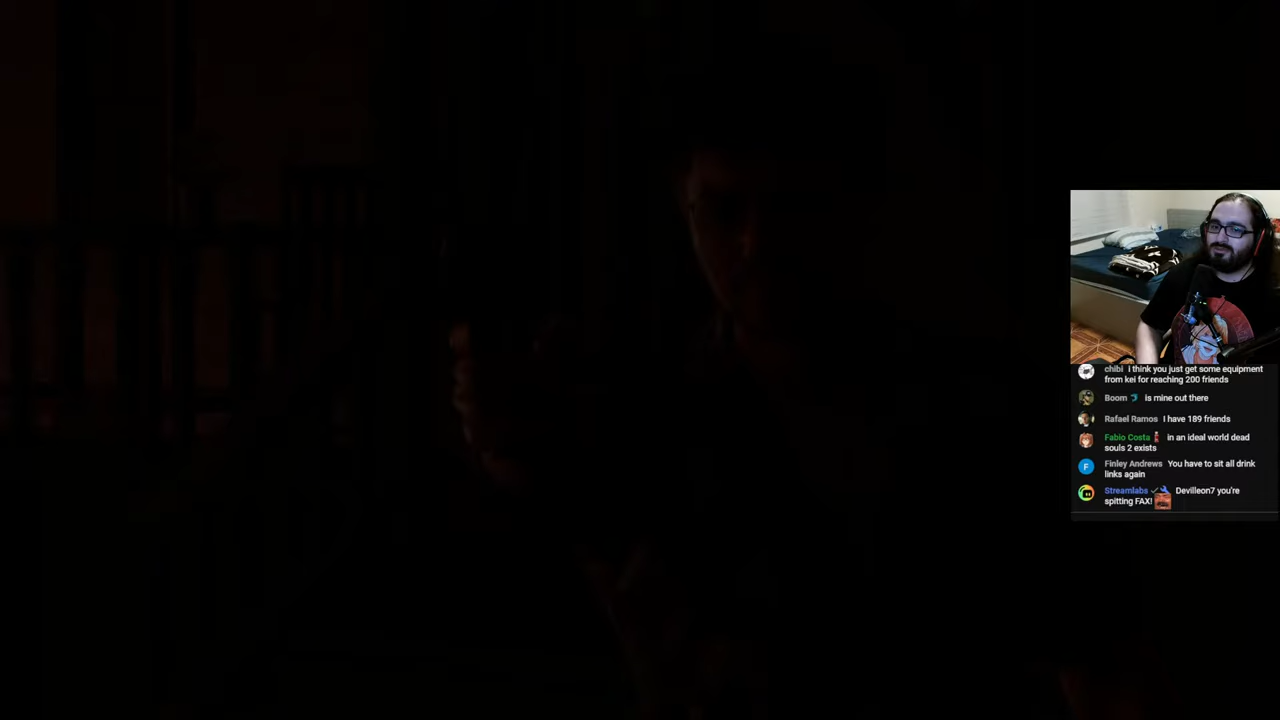 chibi I think you just get some equipment
from kei for reaching 200 friends
Boom is mine out there
Rafael Ramos I have 189 friends
Fabio Costa in an ideal world dead
souls 2 exists
Finley Andrews You have to sit all drink
links again
Streamlabs Devilleon7 you're
spitting FAX!